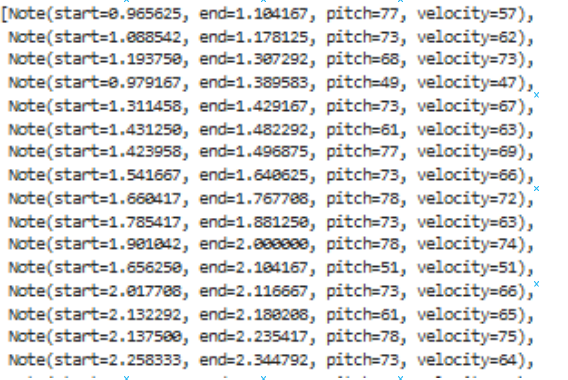 [Note(start=0.965625, end=1.104167, pitch=77, velocity=57),
Note(start=1.088542, end=1.178125, pitch=73, velocity=62),
Note(start=1.193750, end=1.307292, pitch=68, velocity=73),
Note(start=0.979167, end=1.389583, pitch=49, velocity=47),
Note(start=1.311458, end=1.429167, pitch=73, velocity=67),
Note(start=1.431250, end=1.482292, pitch=61, velocity=63),
Note(start=1.423958, end=1.496875, pitch=77, velocity=69),
Note(start=1.541667, end=1.640625, pitch=73, velocity=66),
Note(start=1.660417, end=1.767708, pitch=78, velocity=72),
Note(start=1.785417, end=1.881250, pitch=73, velocity=63),
Note(start=1.901042, end=2.000000, pitch=78, velocity=74),
Note(start=1.656250, end=2.104167, pitch=51, velocity=51),
Note(start=2.017708, end=2.116667, pitch=73, velocity=66),
Note(start=2.132292, end=2.180208, pitch=61, velocity=65),
Note(start=2.137500, end=2.235417, pitch=78, velocity=75),
Note(start=2.258333, end=2.344792, pitch=73, velocity=64),